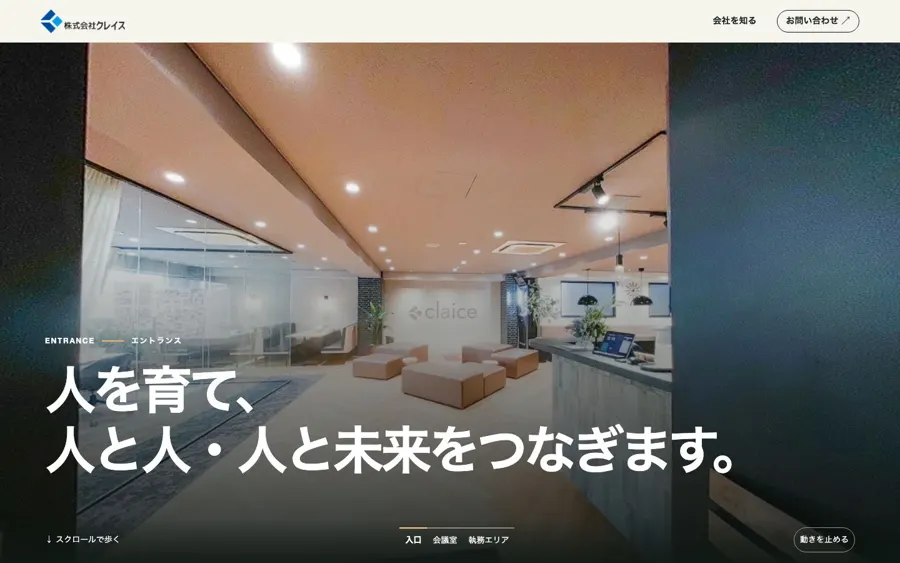 株式会社クレイス
会社を知る
お問い合わせ ↗
claice
ENTRANCE
エントランス
人を育て、
人と人・人と未来をつなぎます。
↓ スクロールで歩く
入口
会議室
執務エリア
動きを止める